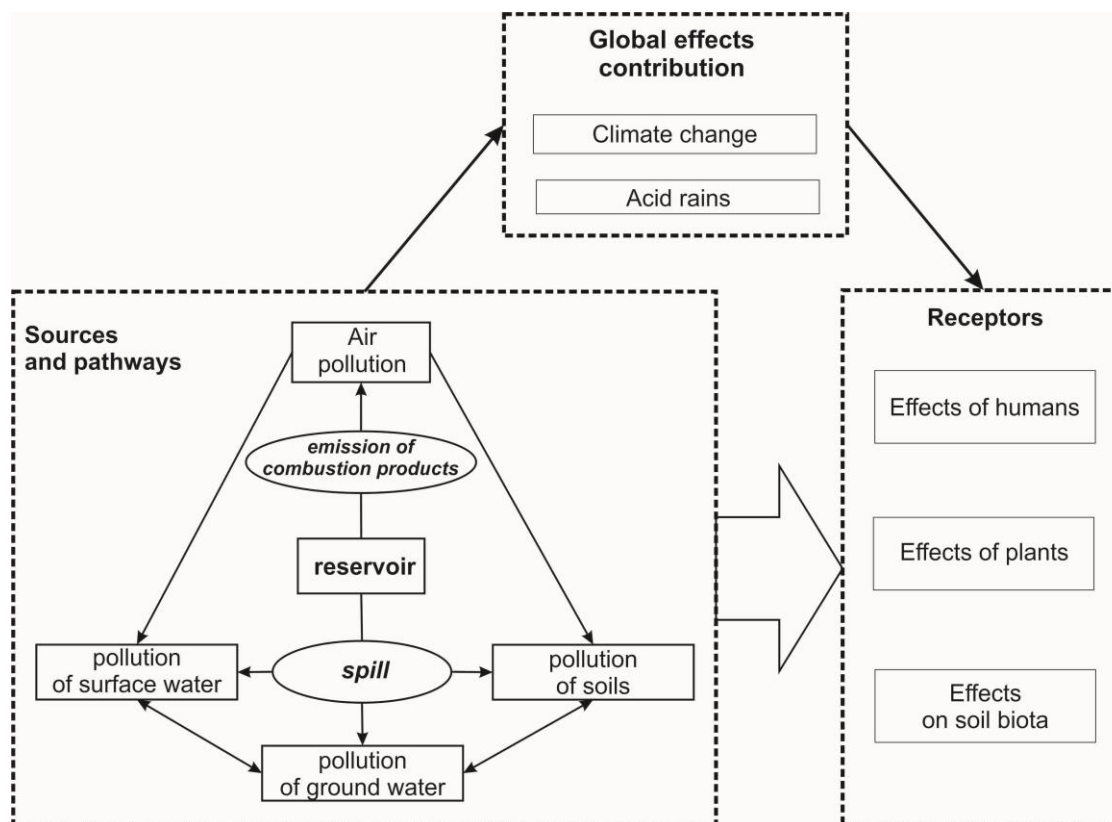 Global effects
contribution
Climate change
Acid rains
Sources
and pathways
Air
pollution
emission of
combustion products
reservoir
spill
pollution
of surface water
pollution
of soils
pollution
of ground water
Receptors
Effects of humans
Effects of plants
Effects
on soil biota